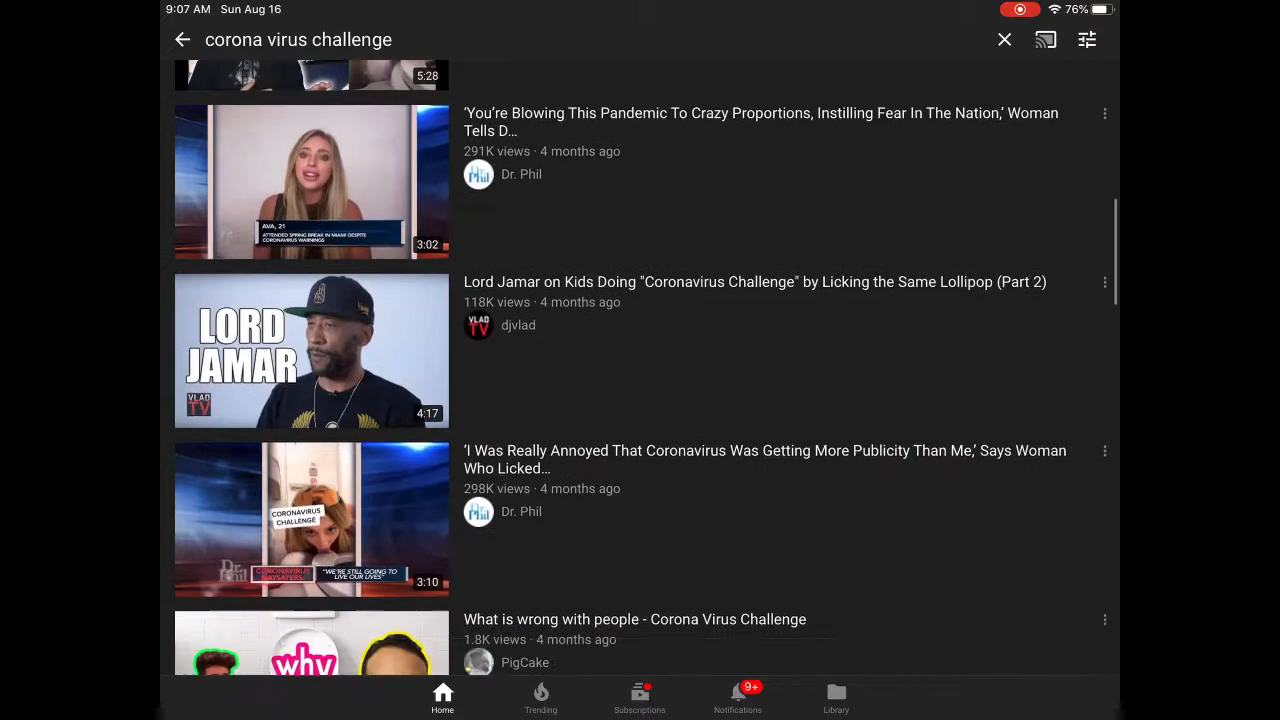 9:07 AM Sun Aug 16
76%
corona virus challenge
5:28
'You're Blowing This Pandemic To Crazy Proportions, Instilling Fear In The Nation,' Woman
Tells D...
291K views · 4 months ago
Dr. Phil
AVA, 21
ATTENDED SPRING BREAK IN MIAMI DESPITE
CORONAVIRUS WARNINGS
3:02
Lord Jamar on Kids Doing "Coronavirus Challenge" by Licking the Same Lollipop (Part 2)
118K views · 4 months ago
VLAD
TV
djvlad
LORD
JAMAR
VLAD
TV
4:17
'I Was Really Annoyed That Coronavirus Was Getting More Publicity Than Me,' Says Woman
Who Licked...
298K views · 4 months ago
Dr. Phil
CORONAVIRUS
CHALLENGE
Dr. Phil
CORONAVIRUS
NAYSAYERS
"WE'RE STILL GOING TO
LIVE OUR LIVES"
3:10
What is wrong with people - Corona Virus Challenge
1.8K views · 4 months ago
PigCake
why
9+
Home
Trending
Subscriptions
Notifications
Library